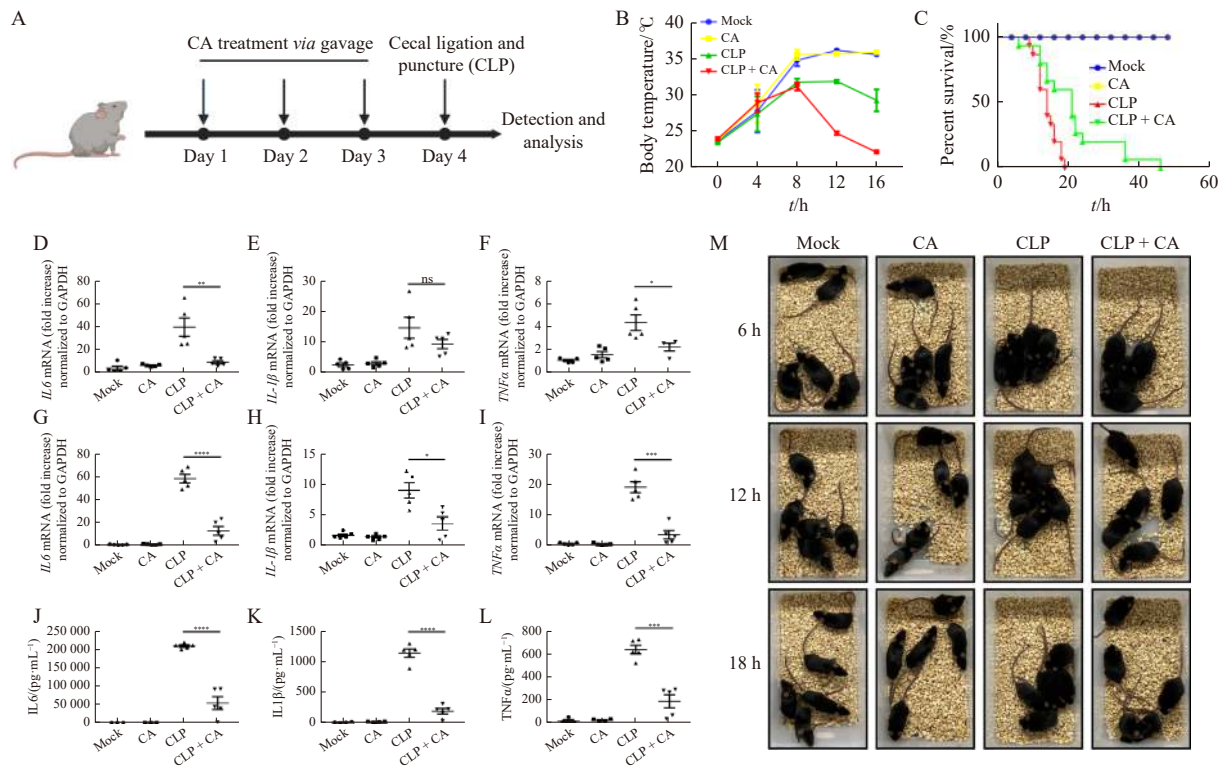 A
CA treatment via gavage
Cecal ligation and
puncture (CLP)
Day 1
Day 2
Day 3
Day 4
Detection and
analysis
B
Body temperature/℃
40
35
30
25
20
0
4
8
12
16
t/h
Mock
CA
CLP
CLP + CA
C
Percent survival/%
100
50
0
0
20
40
60
t/h
Mock
CA
CLP
CLP + CA
D
IL6 mRNA (fold increase)
normalized to GAPDH
80
60
40
20
0
**
Mock
CA
CLP
CLP + CA
E
IL-1β mRNA (fold increase)
normalized to GAPDH
30
20
10
0
ns
Mock
CA
CLP
CLP + CA
F
TNFα mRNA (fold increase)
normalized to GAPDH
8
6
4
2
0
*
Mock
CA
CLP
CLP + CA
G
IL6 mRNA (fold increase)
normalized to GAPDH
80
60
40
20
0
****
Mock
CA
CLP
CLP + CA
H
IL-1β mRNA (fold increase)
normalized to GAPDH
15
10
5
0
*
Mock
CA
CLP
CLP + CA
I
TNFα mRNA (fold increase)
normalized to GAPDH
30
20
10
0
***
Mock
CA
CLP
CLP + CA
J
IL6/(pg·mL−1)
250 000
200 000
150 000
100 000
50 000
0
****
Mock
CA
CLP
CLP + CA
K
IL1β/(pg·mL−1)
1500
1000
500
0
****
Mock
CA
CLP
CLP + CA
L
TNFα/(pg·mL−1)
800
600
400
200
0
***
Mock
CA
CLP
CLP + CA
M
Mock
CA
CLP
CLP + CA
6 h
12 h
18 h